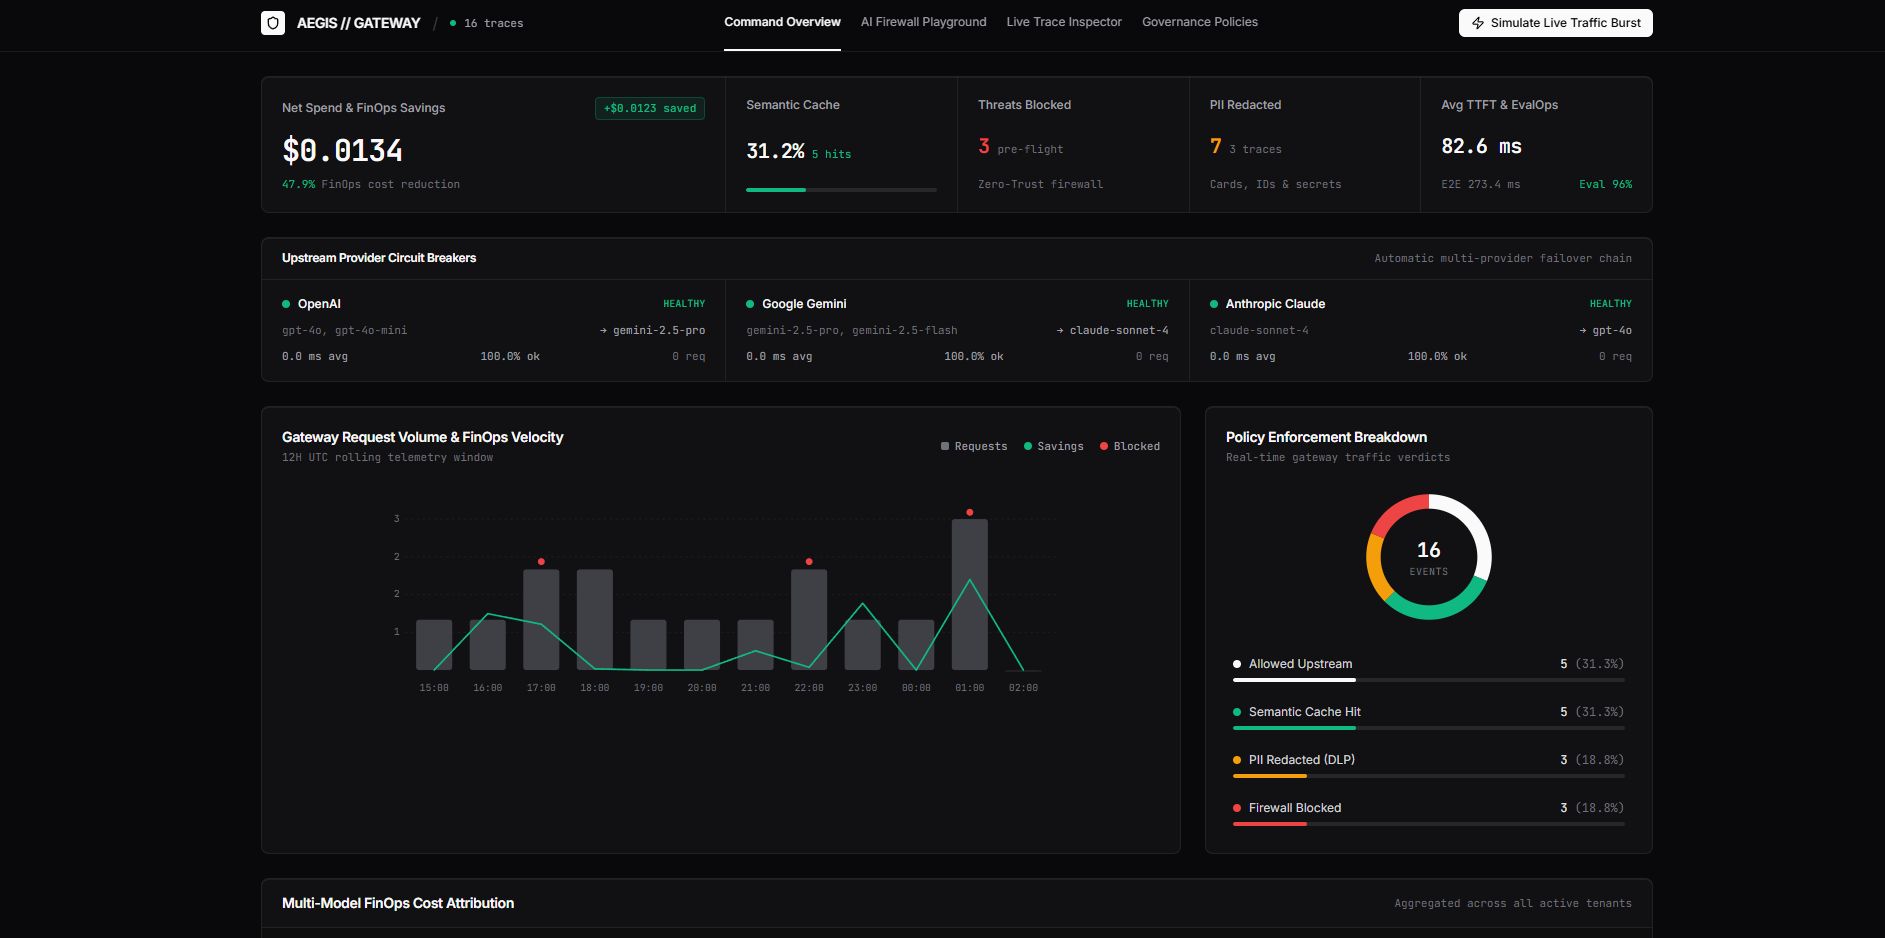 AEGIS // GATEWAY / 16 traces
Command Overview AI Firewall Playground Live Trace Inspector Governance Policies
Simulate Live Traffic Burst
Net Spend & FinOps Savings
+$0.0123 saved
$0.0134
47.9% FinOps cost reduction
Semantic Cache
31.2% 5 hits
Threats Blocked
3 pre-flight
Zero-Trust firewall
PII Redacted
7 3 traces
Cards, IDs & secrets
Avg TTFT & EvalOps
82.6 ms
E2E 273.4 ms Eval 96%
Upstream Provider Circuit Breakers
Automatic multi-provider failover chain
OpenAI HEALTHY
gpt-4o, gpt-4o-mini → gemini-2.5-pro
0.0 ms avg 100.0% ok 0 req
Google Gemini HEALTHY
gemini-2.5-pro, gemini-2.5-flash → claude-sonnet-4
0.0 ms avg 100.0% ok 0 req
Anthropic Claude HEALTHY
claude-sonnet-4 → gpt-4o
0.0 ms avg 100.0% ok 0 req
Gateway Request Volume & FinOps Velocity
12H UTC rolling telemetry window
Requests Savings Blocked
3
2
2
1
15:00 16:00 17:00 18:00 19:00 20:00 21:00 22:00 23:00 00:00 01:00 02:00
Policy Enforcement Breakdown
Real-time gateway traffic verdicts
16
EVENTS
Allowed Upstream 5 (31.3%)
Semantic Cache Hit 5 (31.3%)
PII Redacted (DLP) 3 (18.8%)
Firewall Blocked 3 (18.8%)
Multi-Model FinOps Cost Attribution
Aggregated across all active tenants